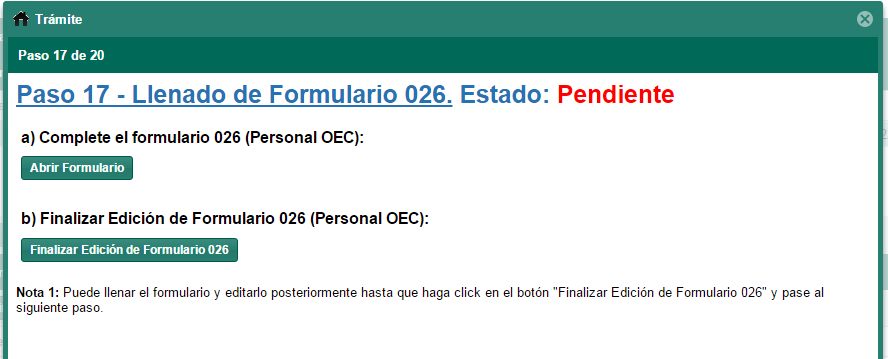 Trámite
Paso 17 de 20
Paso 17 - Llenado de Formulario 026. Estado: Pendiente
a) Complete el formulario 026 (Personal OEC):
Abrir Formulario
b) Finalizar Edición de Formulario 026 (Personal OEC):
Finalizar Edición de Formulario 026
Nota 1: Puede llenar el formulario y editarlo posteriormente hasta que haga click en el botón "Finalizar Edición de Formulario 026" y pase al
siguiente paso.